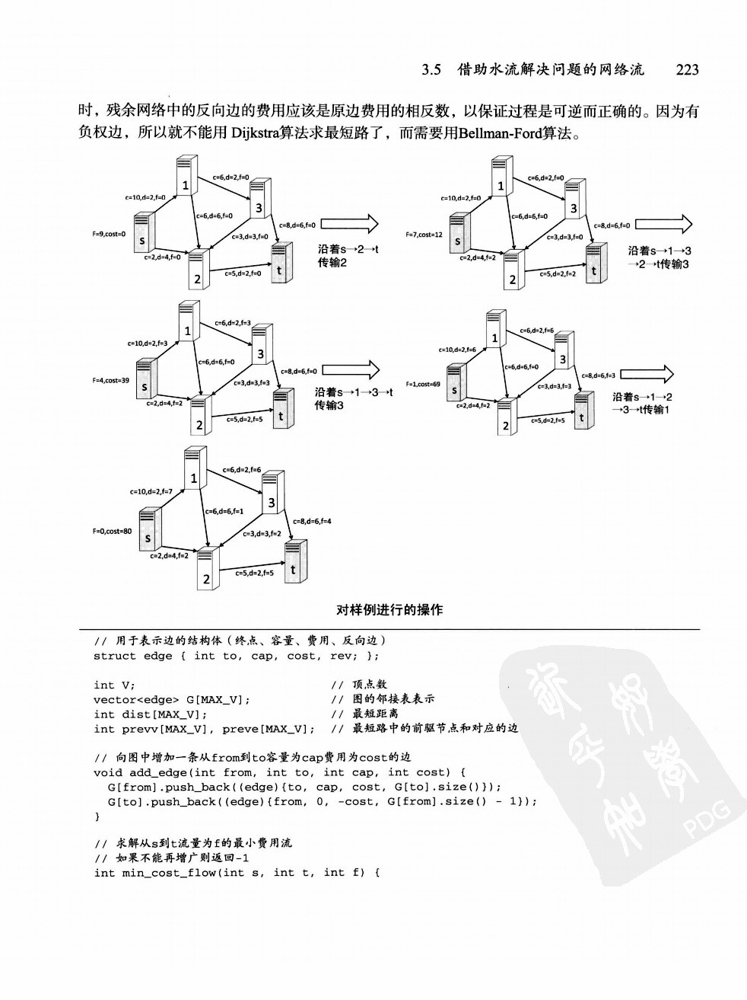 3.5 借助水流解决问题的网络流 223
时，残余网络中的反向边的费用应该是原边费用的相反数，以保证过程是可逆而正确的。因为有
负权边，所以就不能用 Dijkstra算法求最短路了，而需要用Bellman-Ford算法。
1
c=6,d=2,f=0
c=10,d=2,f=0
3
c=6,d=6,f=0
c=8,d=6,f=0
F=9,cost=0
s
c=3,d=3,f=0
c=2,d=4,f=0
2
c=5,d=2,f=0
t
沿着s→2→t
传输2
1
c=6,d=2,f=0
c=10,d=2,f=0
3
c=6,d=6,f=0
c=8,d=6,f=0
F=7,cost=12
s
c=3,d=3,f=0
c=2,d=4,f=2
2
c=5,d=2,f=2
t
沿着s→1→3
→2→t传输3
1
c=6,d=2,f=3
c=10,d=2,f=3
3
c=6,d=6,f=0
c=8,d=6,f=0
F=4,cost=39
s
c=3,d=3,f=3
c=2,d=4,f=2
2
c=5,d=2,f=5
t
沿着s→1→3→t
传输3
1
c=6,d=2,f=6
c=10,d=2,f=6
3
c=6,d=6,f=0
c=8,d=6,f=3
F=1,cost=69
s
c=3,d=3,f=3
c=2,d=4,f=2
2
c=5,d=2,f=5
t
沿着s→1→2
→3→t传输1
1
c=6,d=2,f=6
c=10,d=2,f=7
3
c=6,d=6,f=1
c=8,d=6,f=4
F=0,cost=80
s
c=3,d=3,f=2
c=2,d=4,f=2
2
c=5,d=2,f=5
t
对样例进行的操作
// 用于表示边的结构体（终点、容量、费用、反向边）
struct edge { int to, cap, cost, rev; };
int V; // 顶点数
vector<edge> G[MAX_V]; // 图的邻接表表示
int dist[MAX_V]; // 最短距离
int prevv[MAX_V], preve[MAX_V]; // 最短路中的前驱节点和对应的边
// 向图中增加一条从from到to容量为cap费用为cost的边
void add_edge(int from, int to, int cap, int cost) {
G[from].push_back((edge){to, cap, cost, G[to].size()});
G[to].push_back((edge){from, 0, -cost, G[from].size() - 1});
}
// 求解从s到t流量为f的最小费用流
// 如果不能再增广则返回-1
int min_cost_flow(int s, int t, int f) {
PDG